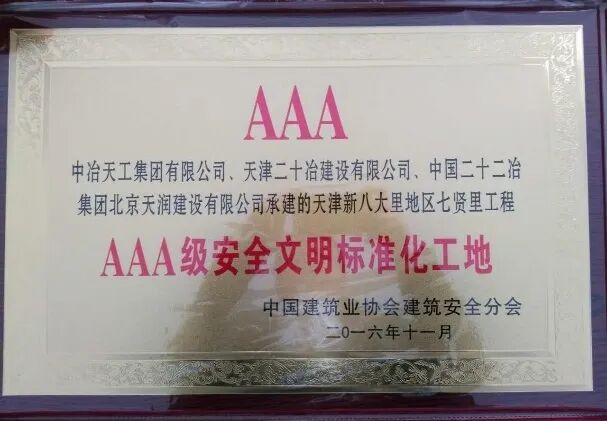 AAA
中冶天工集团有限公司、天津二十冶建设有限公司、中国二十二冶
集团北京天润建设有限公司承建的天津新八大里地区七贤里工程
AAA级安全文明标准化工地
中国建筑业协会建筑安全分会
二〇一六年十一月